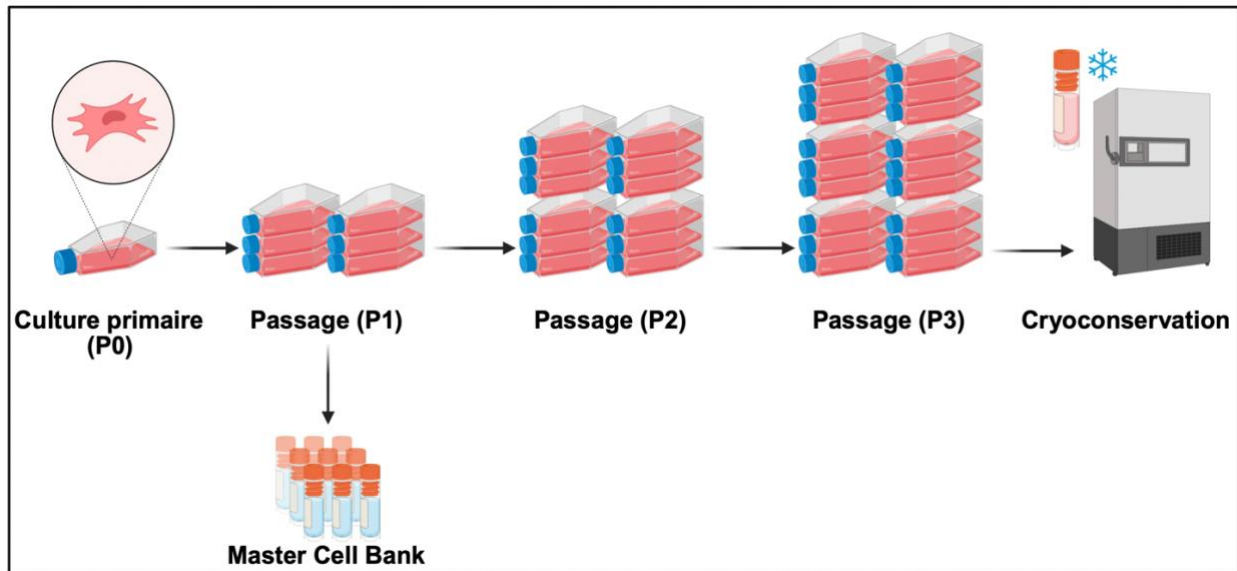 Culture primaire
(P0)
Passage (P1)
Passage (P2)
Passage (P3)
Cryoconservation
Master Cell Bank